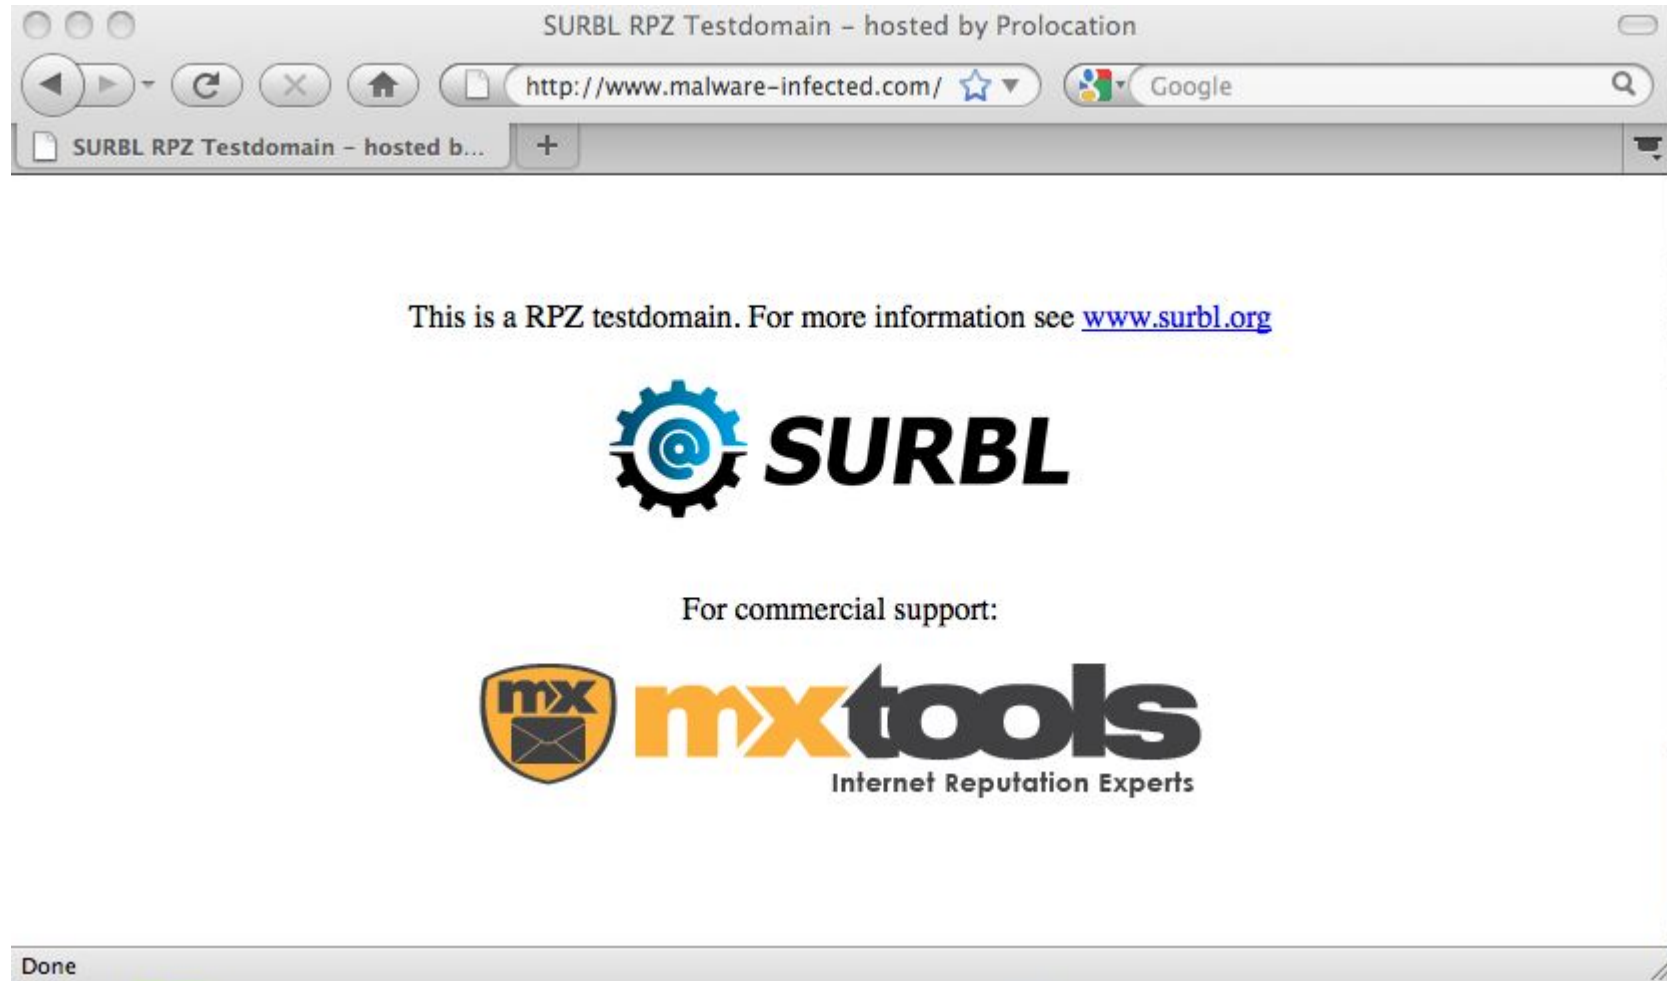 SURBL RPZ Testdomain – hosted by Prolocation
http://www.malware-infected.com/
Google
SURBL RPZ Testdomain – hosted b...
This is a RPZ testdomain. For more information see www.surbl.org
@ SURBL
For commercial support:
mx
mxtools
Internet Reputation Experts
Done